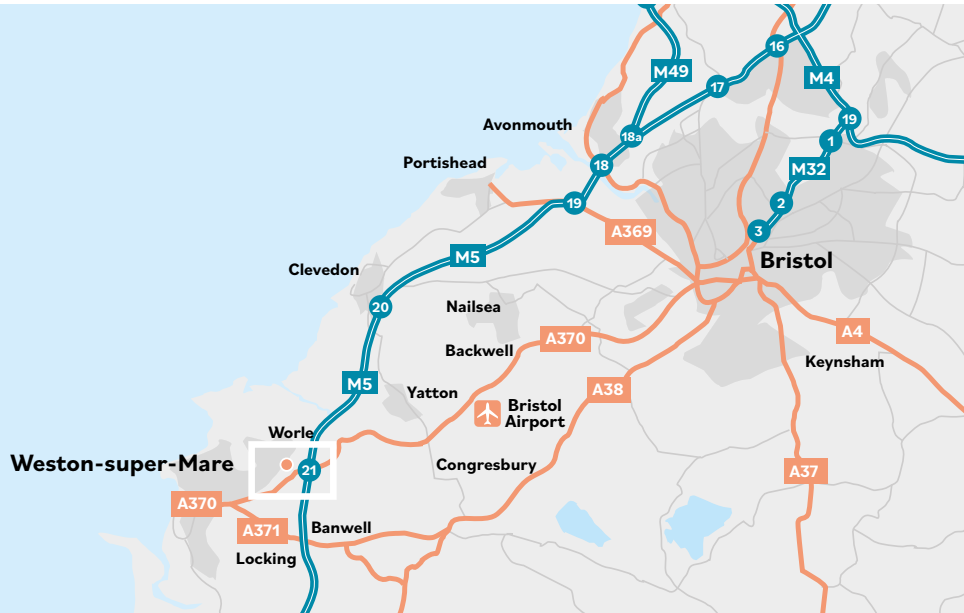 16
M49
M4
17
19
Avonmouth
18a
1
Portishead
18
M32
19
2
A369
3
M5
Bristol
Clevedon
20
Nailsea
A4
A370
Backwell
Keynsham
M5
Yatton
A38
Bristol
Airport
Worle
Weston-super-Mare
21
Congresbury
A37
A370
A371
Banwell
Locking